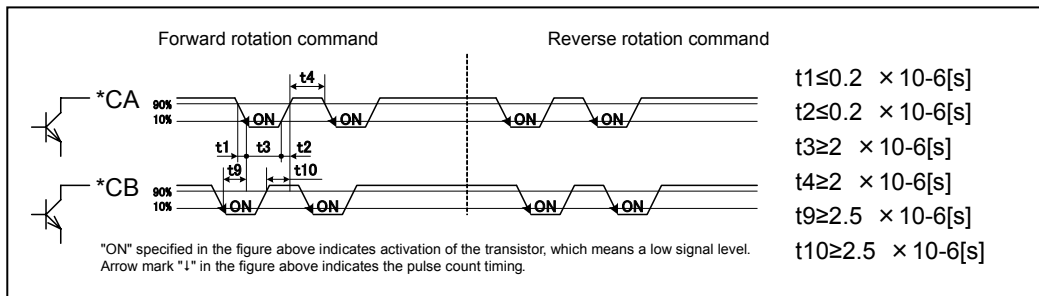 Forward rotation command
Reverse rotation command
t4
*CA
90%
10%
ON
ON
ON
ON
t1
t3
t2
t9
t10
*CB
90%
10%
ON
ON
ON
ON
"ON" specified in the figure above indicates activation of the transistor, which means a low signal level.
Arrow mark "↓" in the figure above indicates the pulse count timing.
t1≤0.2 ×10-6[s]
t2≤0.2 ×10-6[s]
t3≥2 ×10-6[s]
t4≥2 ×10-6[s]
t9≥2.5 ×10-6[s]
t10≥2.5 ×10-6[s]